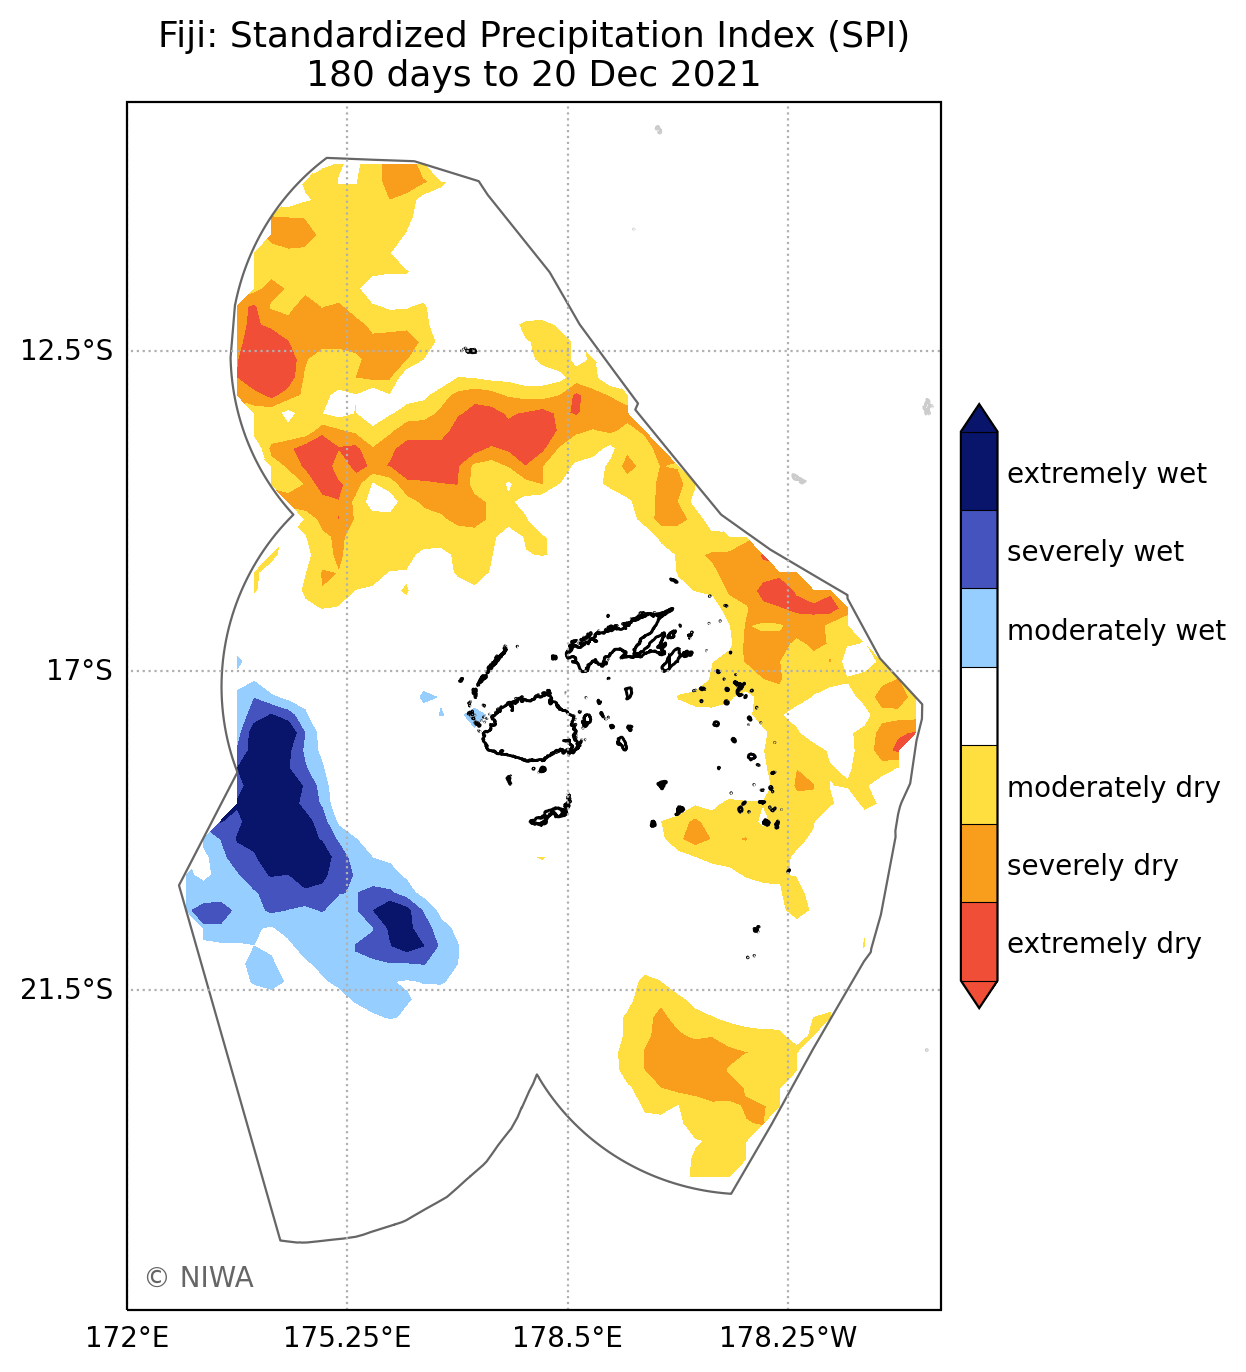 Fiji: Standardized Precipitation Index (SPI)
180 days to 20 Dec 2021
12.5°S
17°S
21.5°S
172°E
175.25°E
178.5°E
178.25°W
extremely wet
severely wet
moderately wet
moderately dry
severely dry
extremely dry
© NIWA